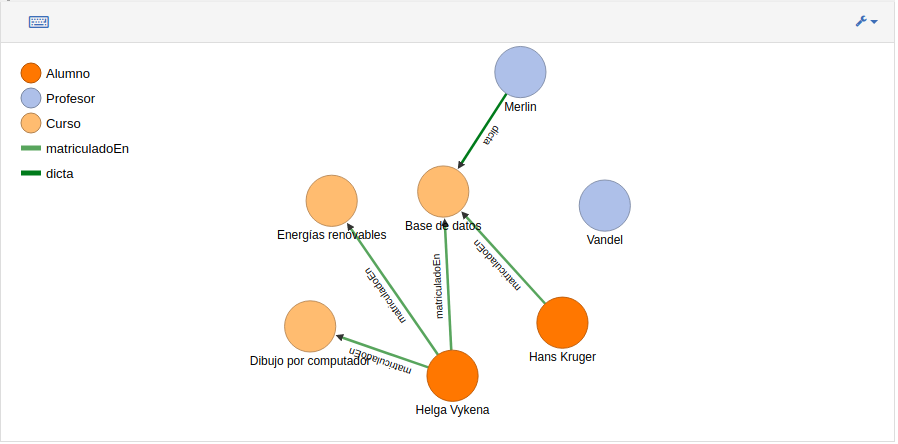 Alumno
Profesor
Curso
matriculadoEn
dicta
Merlin
dicta
Energías renovables
Base de datos
Vandel
matriculadoEn
matriculadoEn
matriculadoEn
Hans Kruger
Dibujo por computador
matriculadoEn
Helga Vykena